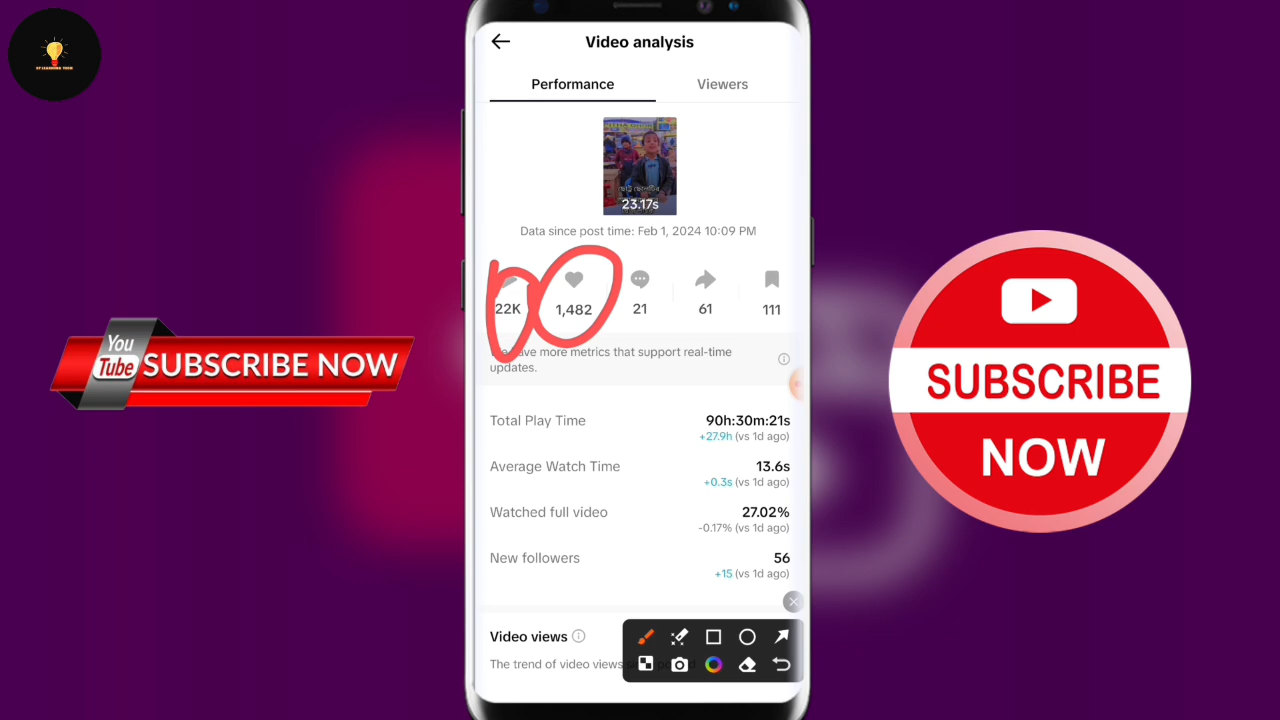 Video analysis
Performance
Viewers
23.17s
Data since post time: Feb 1, 2024 10:09 PM
22K
1,482
21
61
111
have more metrics that support real-time
updates.
Total Play Time
90h:30m:21s
+27.9h (vs 1d ago)
Average Watch Time
13.6s
+0.3s (vs 1d ago)
Watched full video
27.02%
-0.17% (vs 1d ago)
New followers
56
+15 (vs 1d ago)
Video views
The trend of video views
You
Tube
SUBSCRIBE NOW
SUBSCRIBE
NOW